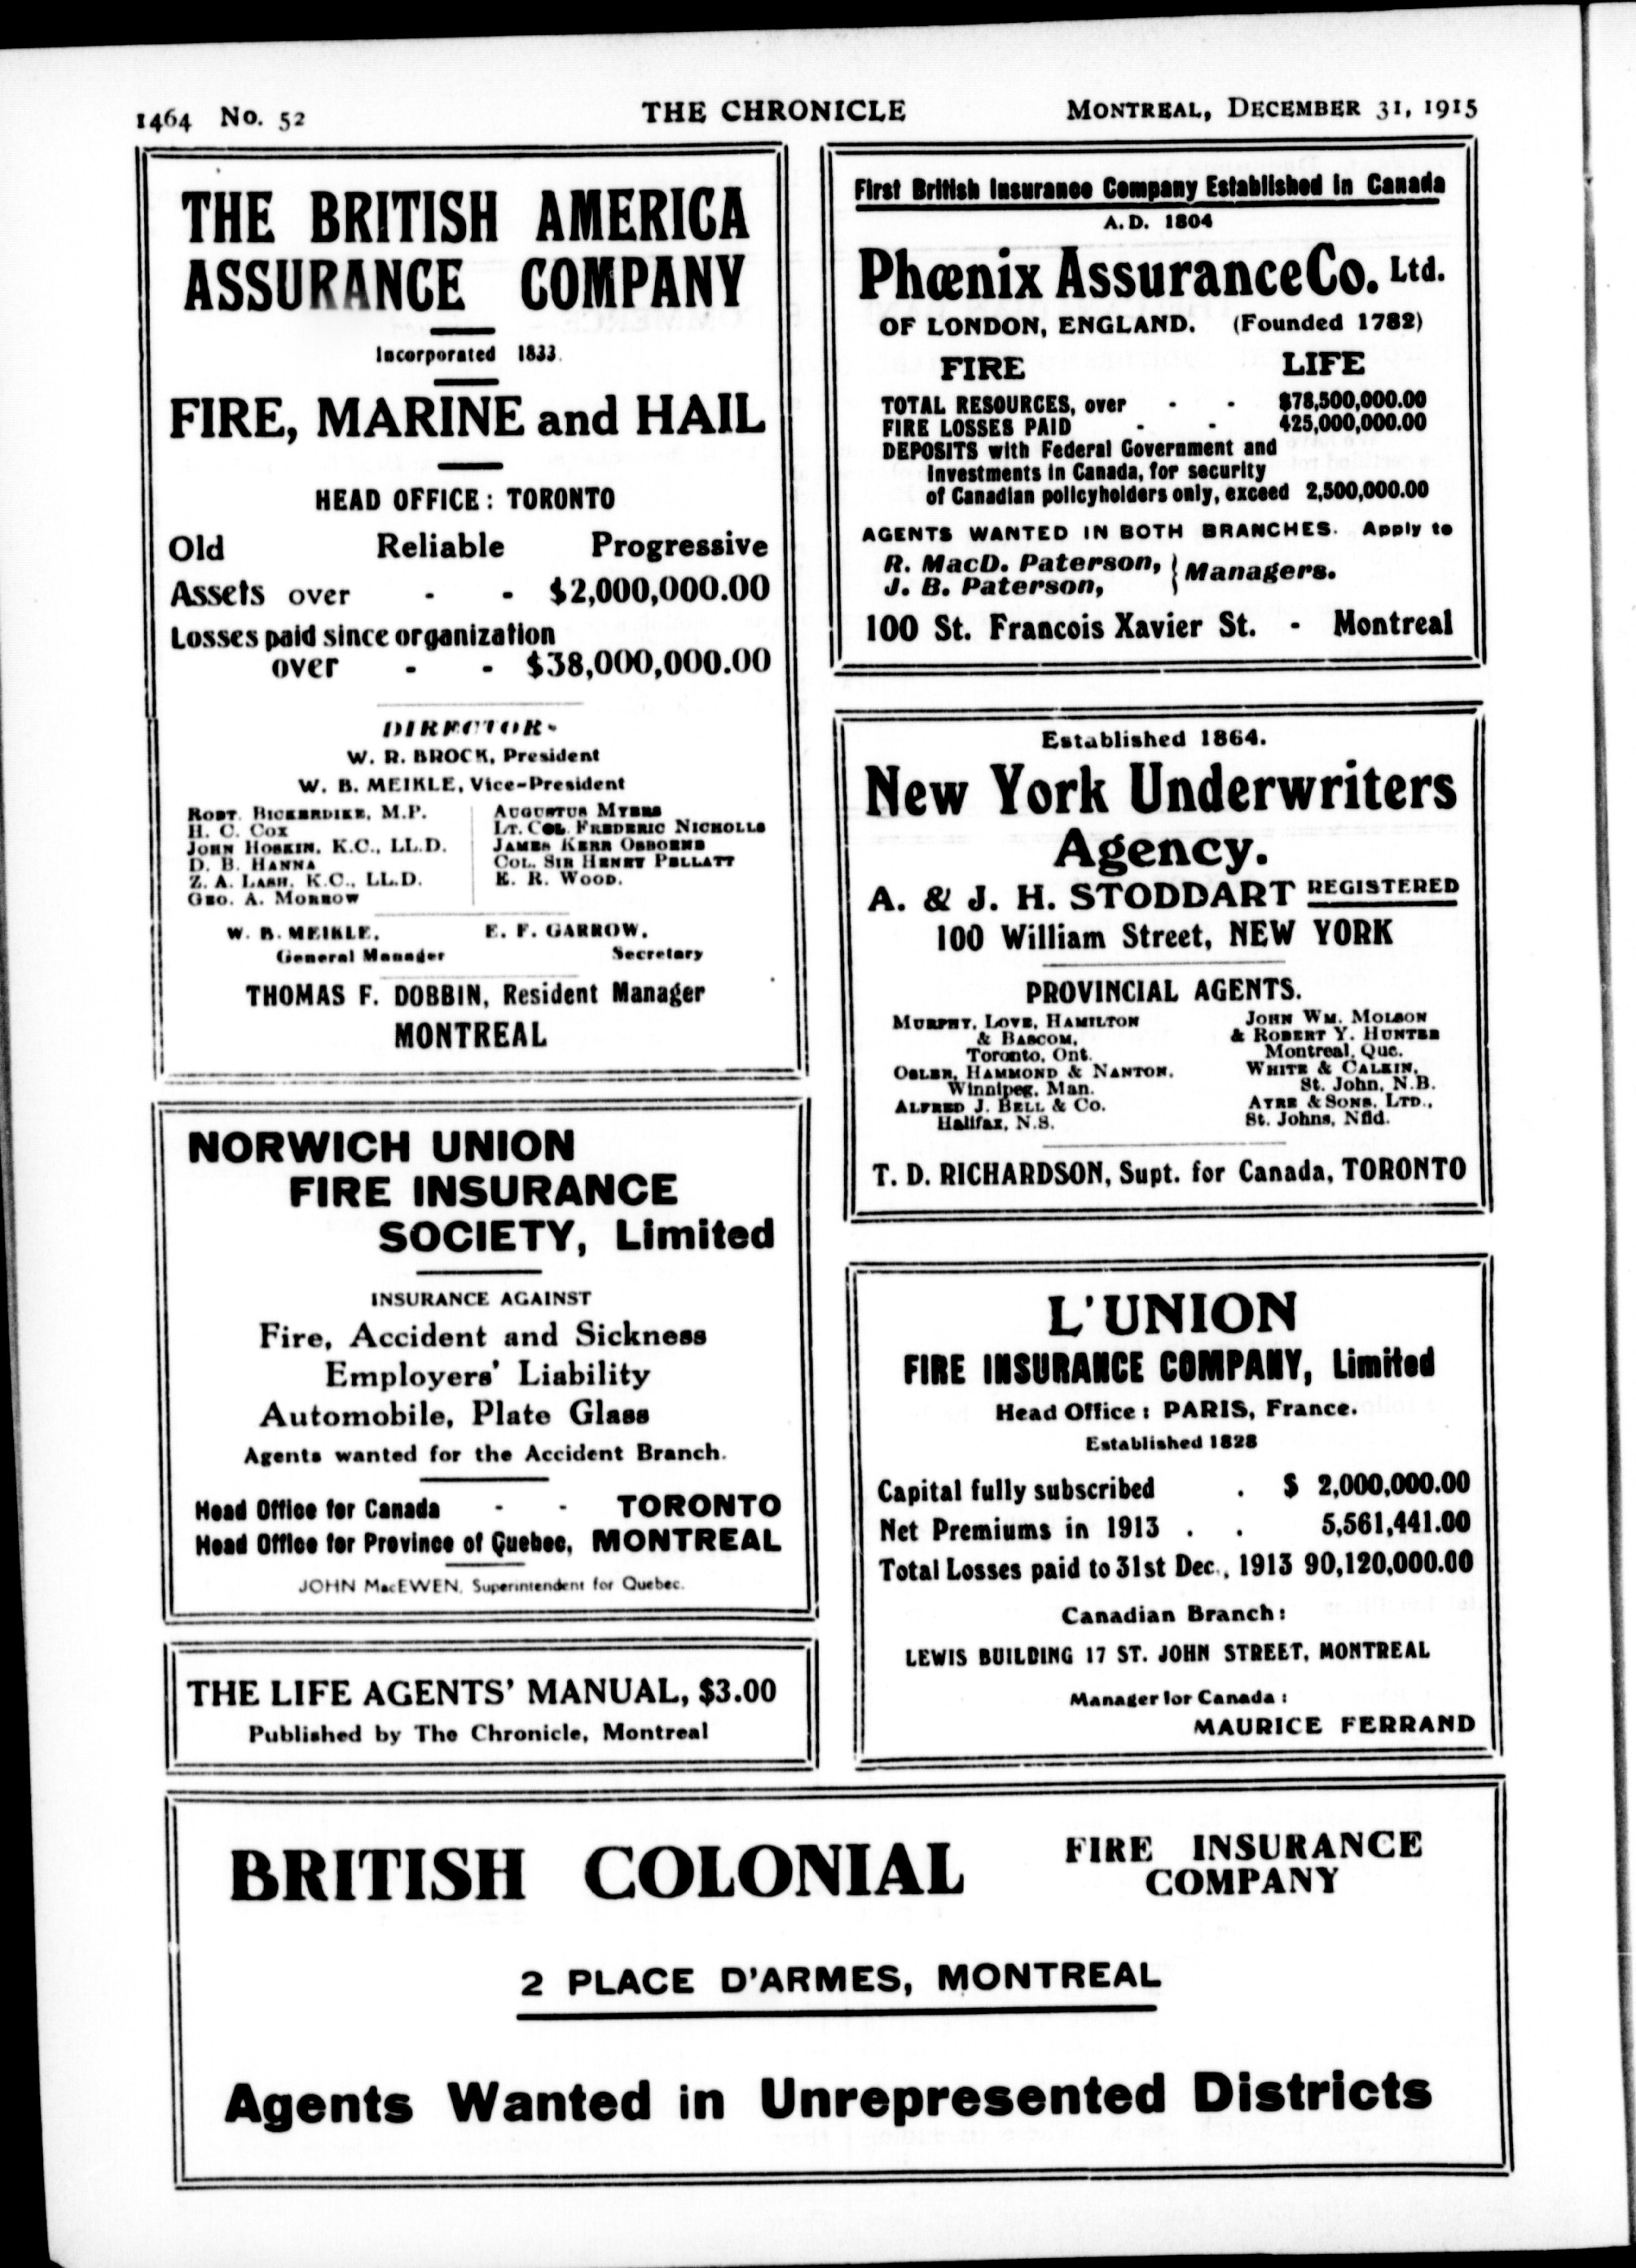 1464 No. 52 THE CHRONICLE MONTREAL, DECEMBER 31, 1915
THE BRITISH AMERICA
ASSURANCE COMPANY
Incorporated 1833.
FIRE, MARINE and HAIL
HEAD OFFICE: TORONTO
Old Reliable Progressive
Assets over - - $2,000,000.00
Losses paid since organization
over - - $38,000,000.00
DIRECTORS
W. R. BROCK, President
W. B. MEIKLE, Vice-President
ROBT. BICKERDIKE, M.P.
H. C. COX
JOHN HOSKIN, K.C., LL.D.
D. B. HANNA
Z. A. LASH, K.C., LL.D.
GEO. A. MORROW
AUGUSTUS MYERS
LT. COL. FREDERIC NICHOLLS
JAMES KERR OSBORNE
COL. SIR HENRY PELLATT
E. R. WOOD.
W. B. MEIKLE, E. F. GARROW,
General Manager Secretary
THOMAS F. DOBBIN, Resident Manager
MONTREAL
NORWICH UNION
FIRE INSURANCE
SOCIETY, Limited
INSURANCE AGAINST
Fire, Accident and Sickness
Employers' Liability
Automobile, Plate Glass
Agents wanted for the Accident Branch.
Head Office for Canada - - TORONTO
Head Office for Province of Quebec, MONTREAL
JOHN MacEWEN, Superintendent for Quebec.
THE LIFE AGENTS' MANUAL, $3.00
Published by The Chronicle, Montreal
First British Insurance Company Established in Canada
A.D. 1804
Phœnix Assurance Co. Ltd.
OF LONDON, ENGLAND. (Founded 1782)
FIRE LIFE
TOTAL RESOURCES, over - - $78,500,000.00
FIRE LOSSES PAID - - 425,000,000.00
DEPOSITS with Federal Government and
Investments in Canada, for security
of Canadian policyholders only, exceed 2,500,000.00
AGENTS WANTED IN BOTH BRANCHES. Apply to
R. MacD. Paterson,
J. B. Paterson, } Managers.
100 St. Francois Xavier St. - Montreal
Established 1864.
New York Underwriters
Agency.
A. & J. H. STODDART REGISTERED
100 William Street, NEW YORK
PROVINCIAL AGENTS.
MURPHY, LOVE, HAMILTON
& BASCOM,
Toronto, Ont.
OSLER, HAMMOND & NANTON,
Winnipeg, Man.
ALFRED J. BELL & CO.
Halifax, N.S.
JOHN WM. MOLSON
& ROBERT Y. HUNTER
Montreal, Que.
WHITE & CALKIN,
St. John, N.B.
AYRE & SONS, LTD.,
St. Johns, Nfld.
T. D. RICHARDSON, Supt. for Canada, TORONTO
L'UNION
FIRE INSURANCE COMPANY, Limited
Head Office: PARIS, France.
Established 1828
Capital fully subscribed . $ 2,000,000.00
Net Premiums in 1913 . . 5,561,441.00
Total Losses paid to 31st Dec., 1913 90,120,000.00
Canadian Branch:
LEWIS BUILDING 17 ST. JOHN STREET, MONTREAL
Manager for Canada:
MAURICE FERRAND
BRITISH COLONIAL FIRE INSURANCE
COMPANY
2 PLACE D'ARMES, MONTREAL
Agents Wanted in Unrepresented Districts